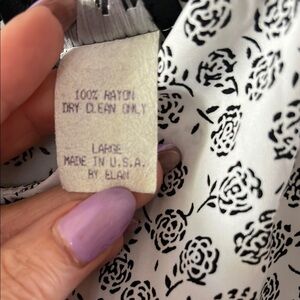 100% RAYON
DRY CLEAN ONLY
LARGE
MADE IN U.S.A.
BY ELAN